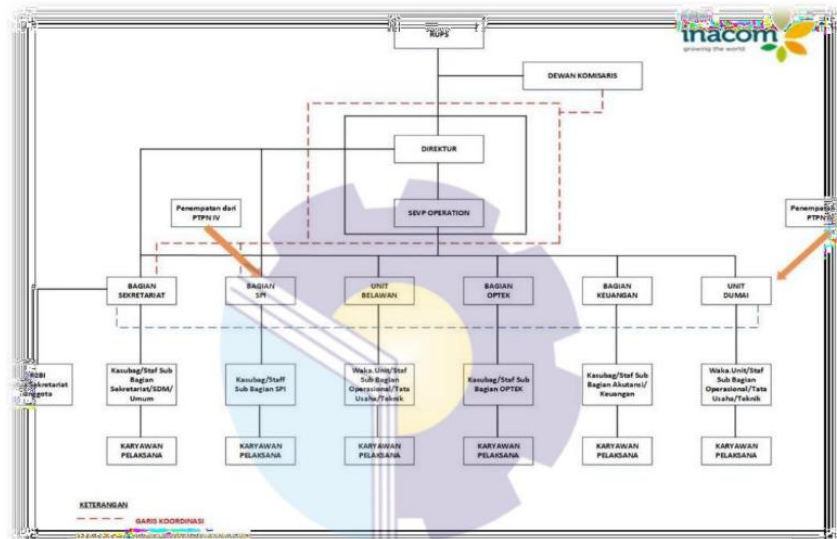 RUPS
inacom
growing the world
DEWAN KOMISARIS
DIREKTUR
Penempatan dari
PTPN IV
SEVP OPERATION
Penempatan
PTPN
BAGIAN
SEKRETARIAT
BAGIAN
SPI
UNIT
BELAWAN
BAGIAN
OPTEK
BAGIAN
KEUANGAN
UNIT
DUMAI
Kasubag/Staf Sub
Bagian
Sekretariat/SDM/
Umum
Kasubag/Staff
Sub Bagian SPI
Waka.Unit/Staf
Sub Bagian
Operasional/Tata
Usaha/Teknik
Kasubag/Staf Sub
Bagian OPTEK
Kasubag/Staf Sub
Bagian Akutansi/
Keuangan
Waka.Unit/Staf
Sub Bagian
Operasional/Tata
Usaha/Teknik
KARYAWAN
PELAKSANA
KARYAWAN
PELAKSANA
KARYAWAN
PELAKSANA
KARYAWAN
PELAKSANA
KARYAWAN
PELAKSANA
KARYAWAN
PELAKSANA
KETERANGAN
GARIS KOORDINASI